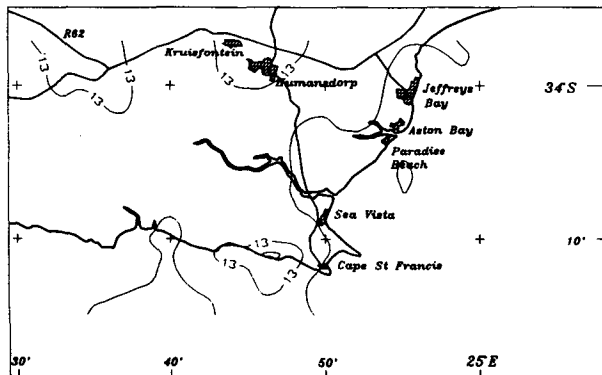 R62
Kruisfontein
13
13
13
13
Humansdorp
Jeffreys
Bay
34°S
Aston Bay
Paradise
Beach
Sea Vista
13
13
10'
Cape St Francis
30'
40'
50'
25°E